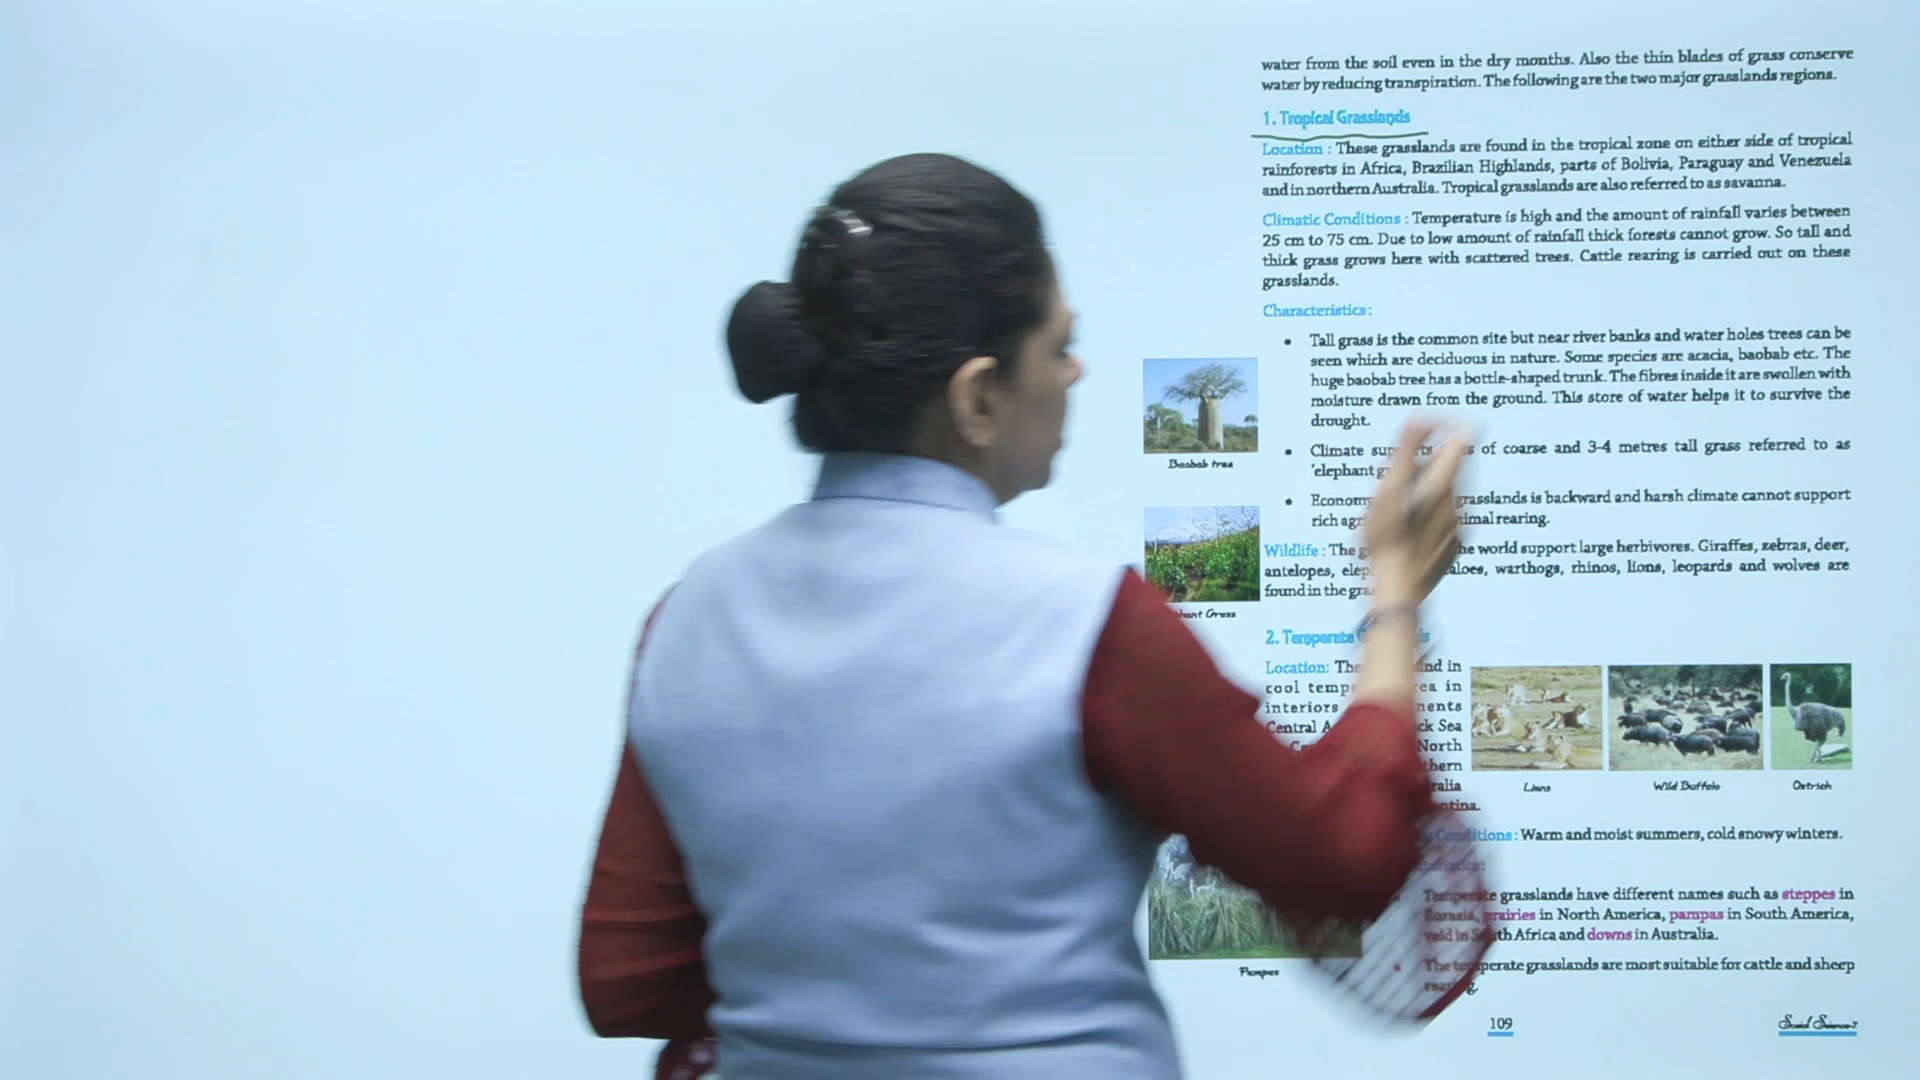 water from the soil even in the dry months. Also the thin blades of grass conserve
water by reducing transpiration. The following are the two major grasslands regions.
1. Tropical Grasslands
Location : These grasslands are found in the tropical zone on either side of tropical
rainforests in Africa, Brazilian Highlands, parts of Bolivia, Paraguay and Venezuela
and in northern Australia. Tropical grasslands are also referred to as savanna.
Climatic Conditions : Temperature is high and the amount of rainfall varies between
25 cm to 75 cm. Due to low amount of rainfall thick forests cannot grow. So tall and
thick grass grows here with scattered trees. Cattle rearing is carried out on these
grasslands.
Characteristics :
• Tall grass is the common site but near river banks and water holes trees can be
seen which are deciduous in nature. Some species are acacia, baobab etc. The
huge baobab tree has a bottle-shaped trunk. The fibres inside it are swollen with
moisture drawn from the ground. This store of water helps it to survive the
drought.
Baobab tree
• Climate of coarse and 3-4 metres tall grass referred to as
'elephant
• grasslands is backward and harsh climate cannot support
rich rearing.
Grass
Wildlife : The the world support large herbivores. Giraffes, zebras, deer,
antelopes, warthogs, rhinos, lions, leopards and wolves are
found in the
2. Temperate
Location: The in
cool in
interiors
Central Sea
North
Lions
Wild Buffalo
Ostrich
Conditions : Warm and moist summers, cold snowy winters.
Temperate grasslands have different names such as steppes in
Eurasia, prairies in North America, pampas in South America,
veld in South Africa and downs in Australia.
• The temperate grasslands are most suitable for cattle and sheep
Pampas
109
Social Science-7